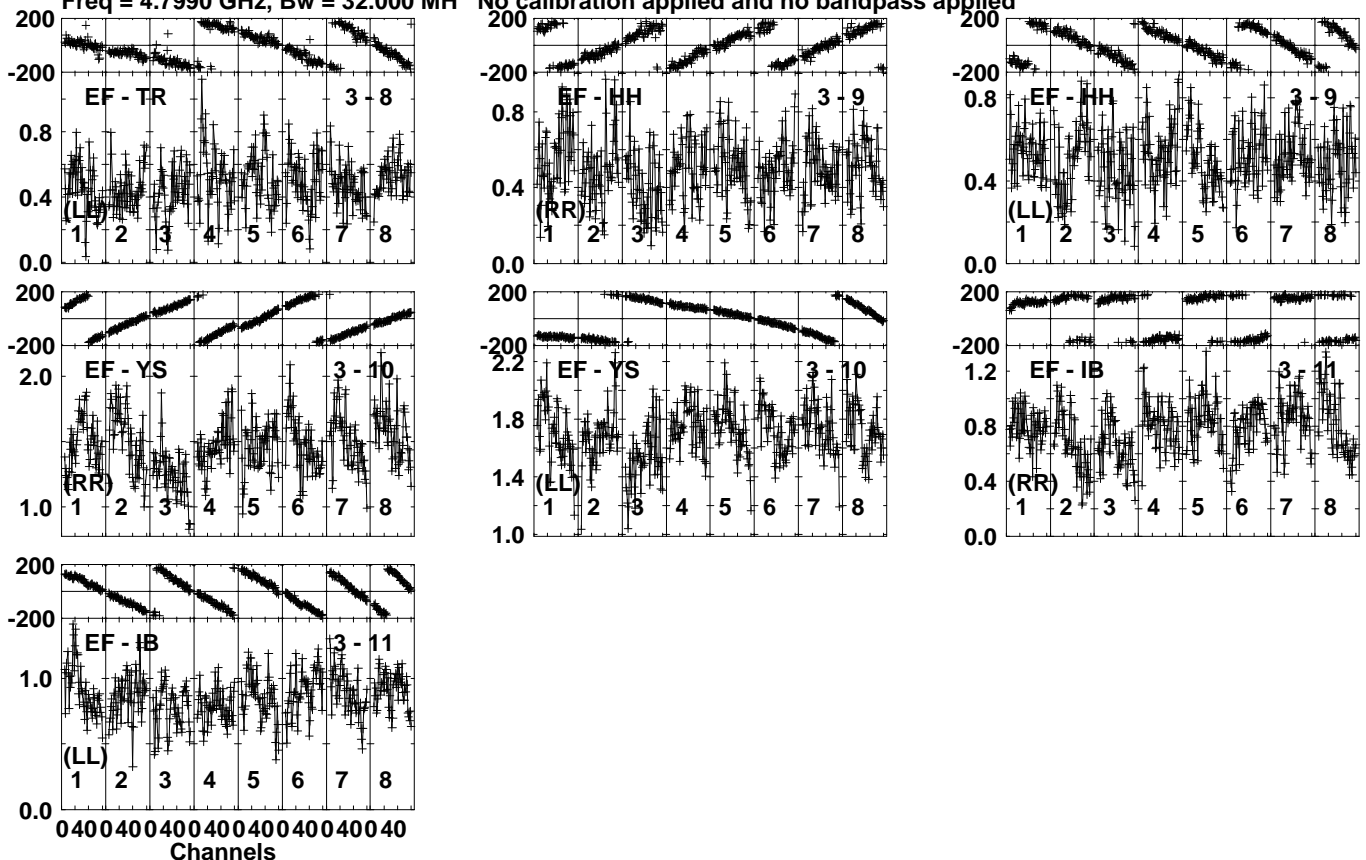 Freq = 4.7990 GHz, Bw = 32.000 MH No calibration applied and no bandpass applied
200
-200
EF - TR 3 - 8
0.8
0.4
0.0
(LL)
1 2 3 4 5 6 7 8
200
-200
EF - HH 3 - 9
0.8
0.4
0.0
(RR)
1 2 3 4 5 6 7 8
200
-200
EF - HH 3 - 9
0.8
0.4
0.0
(LL)
1 2 3 4 5 6 7 8
200
-200
EF - YS 3 - 10
2.0
1.0
(RR)
1 2 3 4 5 6 7 8
200
-200
EF - YS 3 - 10
2.2
1.8
1.4
1.0
(LL)
1 2 3 4 5 6 7 8
200
-200
EF - IB 3 - 11
1.2
0.8
0.4
0.0
(RR)
1 2 3 4 5 6 7 8
200
-200
EF - IB 3 - 11
1.0
0.0
(LL)
1 2 3 4 5 6 7 8
0 40 0 40 0 40 0 40 0 40 0 40 0 40 0 40
Channels